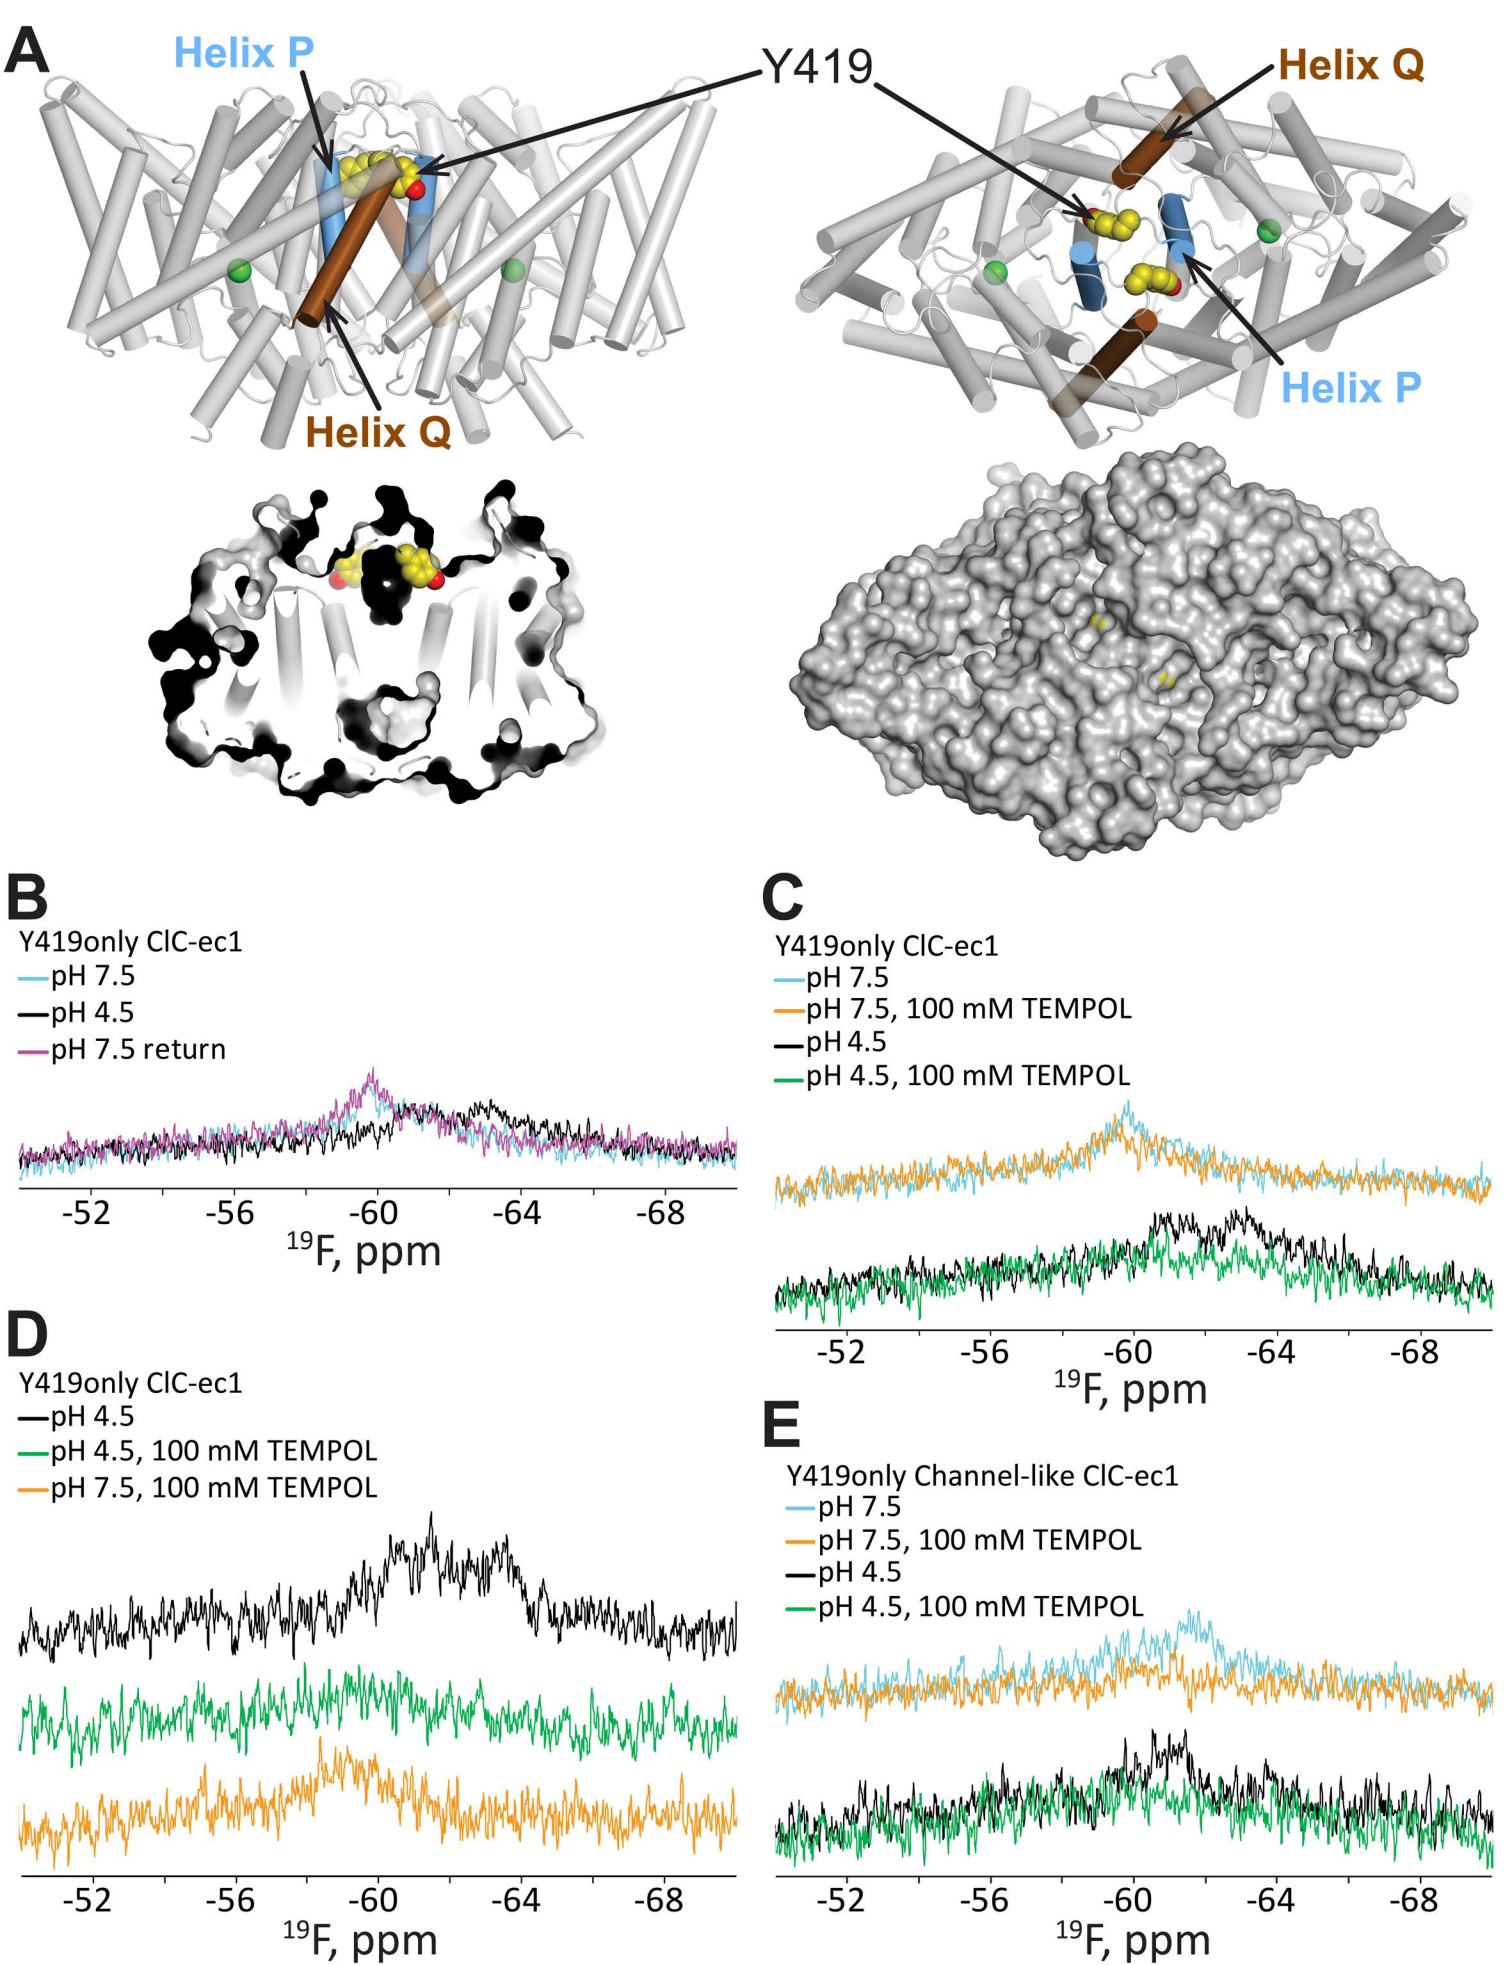 A
Helix P
Y419
Helix Q
Helix Q
Helix P
B
Y419only ClC-ec1
pH 7.5
pH 4.5
pH 7.5 return
-52 -56 -60 -64 -68
¹⁹F, ppm
C
Y419only ClC-ec1
pH 7.5
pH 7.5, 100 mM TEMPOL
pH 4.5
pH 4.5, 100 mM TEMPOL
-52 -56 -60 -64 -68
¹⁹F, ppm
D
Y419only ClC-ec1
pH 4.5
pH 4.5, 100 mM TEMPOL
pH 7.5, 100 mM TEMPOL
-52 -56 -60 -64 -68
¹⁹F, ppm
E
Y419only Channel-like ClC-ec1
pH 7.5
pH 7.5, 100 mM TEMPOL
pH 4.5
pH 4.5, 100 mM TEMPOL
-52 -56 -60 -64 -68
¹⁹F, ppm